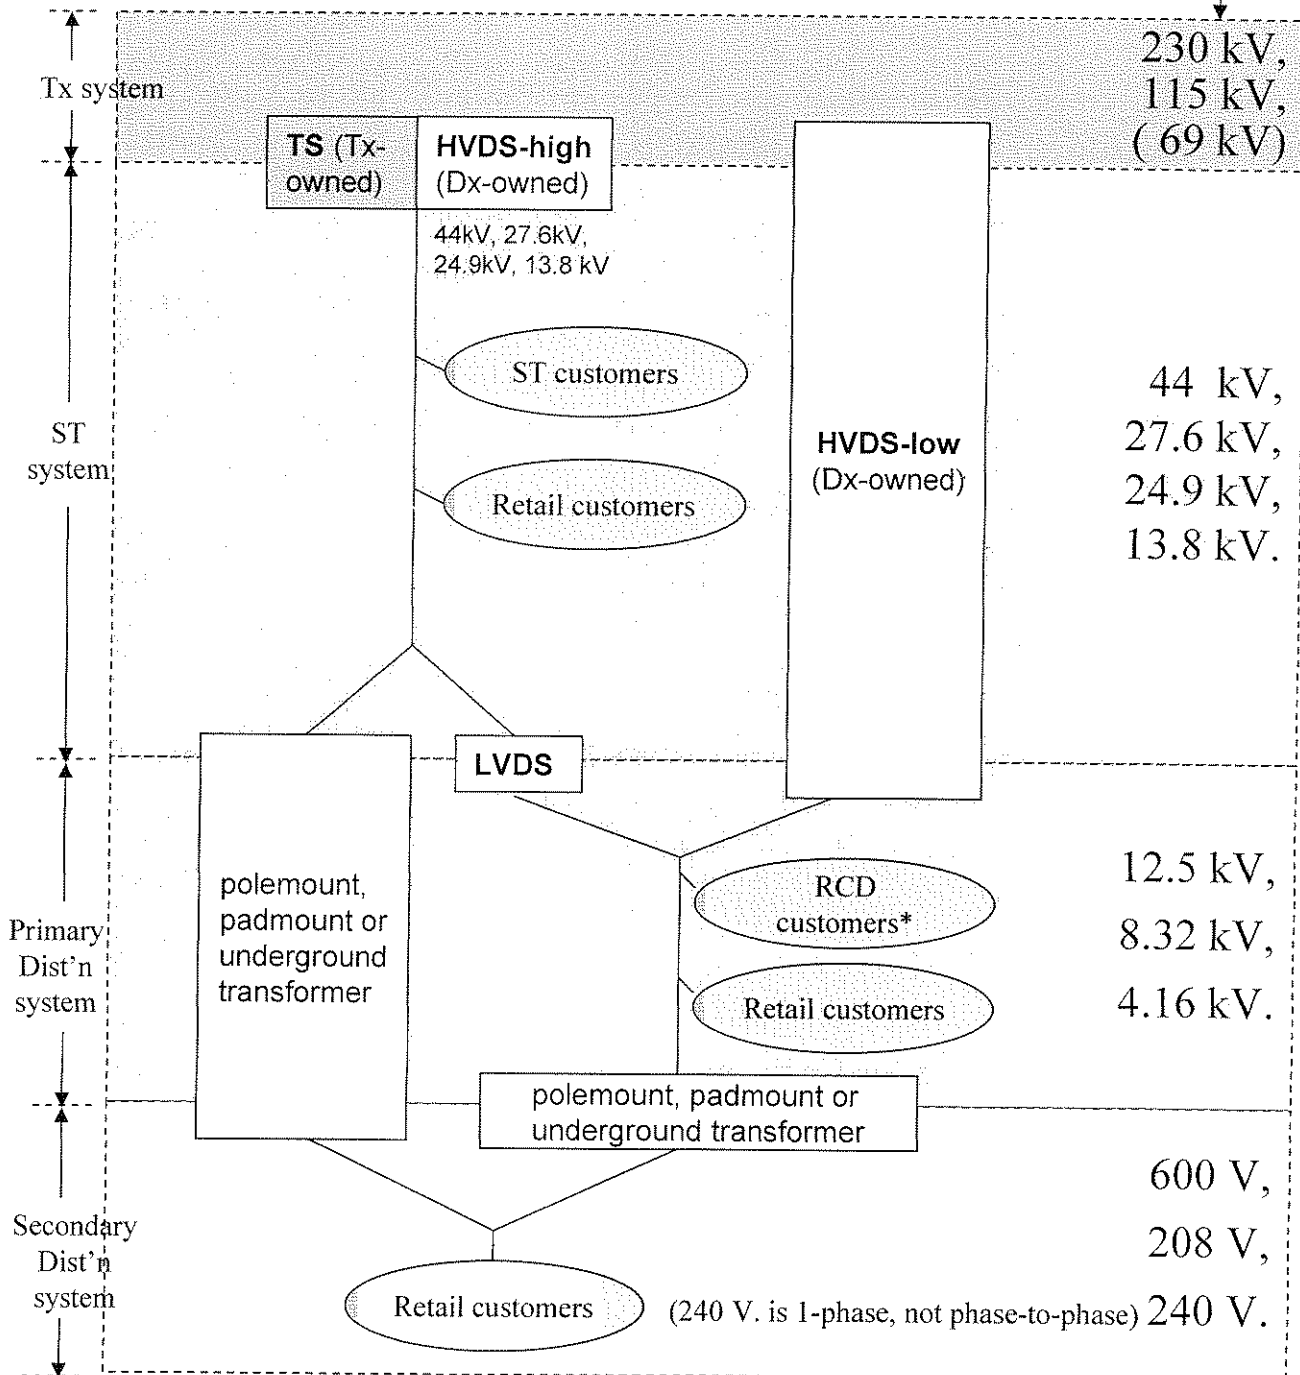 Tx system
230 kV,
115 kV,
( 69 kV)
TS (Tx-
owned)
HVDS-high
(Dx-owned)
44kV, 27.6kV,
24.9kV, 13.8 kV
ST customers
Retail customers
ST
system
HVDS-low
(Dx-owned)
44 kV,
27.6 kV,
24.9 kV,
13.8 kV.
LVDS
polemount,
padmount or
underground
transformer
Primary
Dist'n
system
RCD
customers*
Retail customers
12.5 kV,
8.32 kV,
4.16 kV.
polemount, padmount or
underground transformer
Secondary
Dist'n
system
600 V,
208 V,
Retail customers
(240 V. is 1-phase, not phase-to-phase) 240 V.